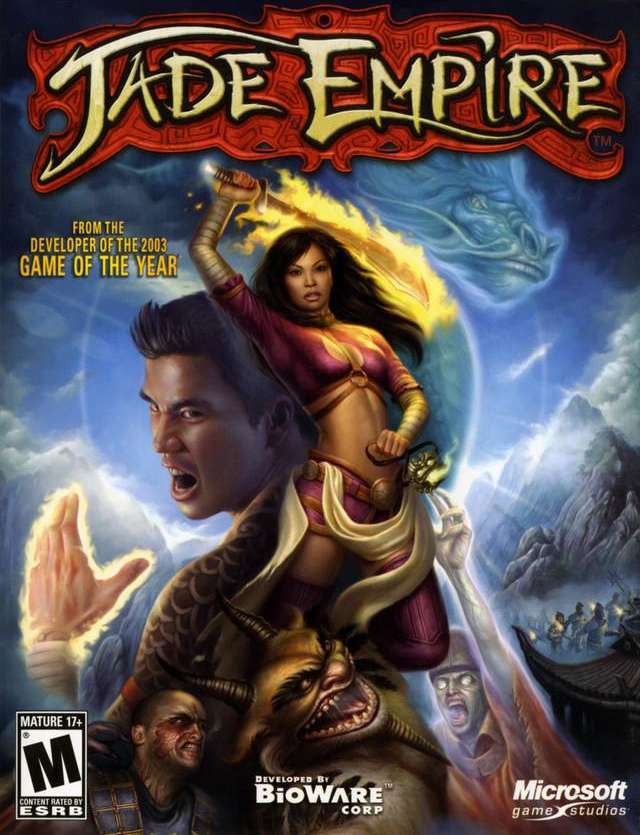 JADE EMPIRE
TM
FROM THE
DEVELOPER OF THE 2003
GAME OF THE YEAR
MATURE 17+
M
®
CONTENT RATED BY
ESRB
DEVELOPED BY
BIOWARE™
CORP
Microsoft
game studios